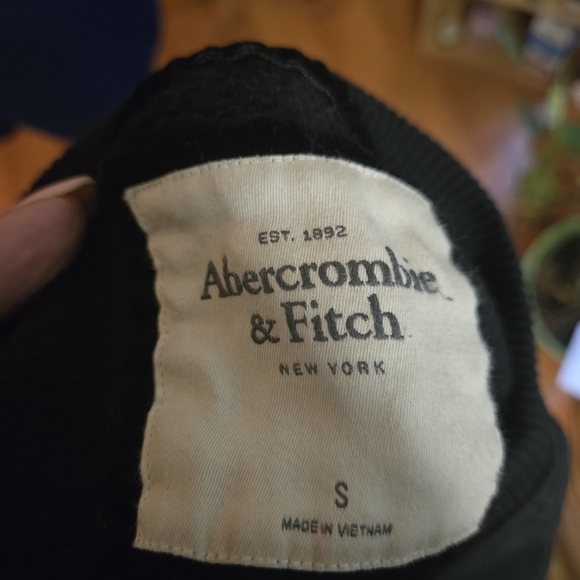 EST. 1892
Abercrombie
& Fitch
NEW YORK
S
MADE IN VIETNAM